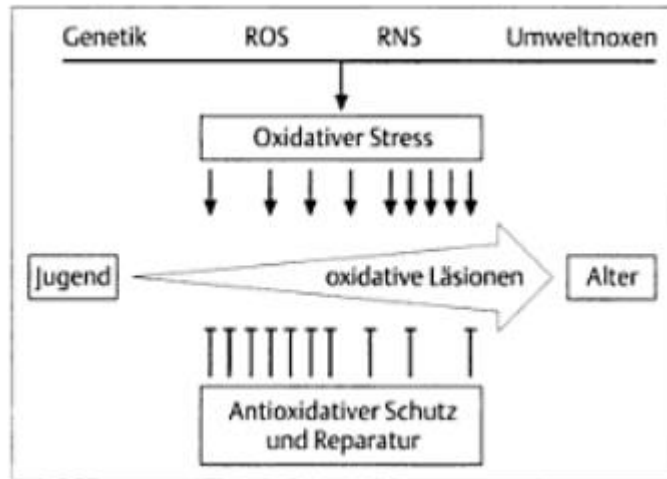 Genetik ROS RNS Umweltnoxen
Oxidativer Stress
Jugend
oxidative Läsionen
Alter
Antioxidativer Schutz
und Reparatur